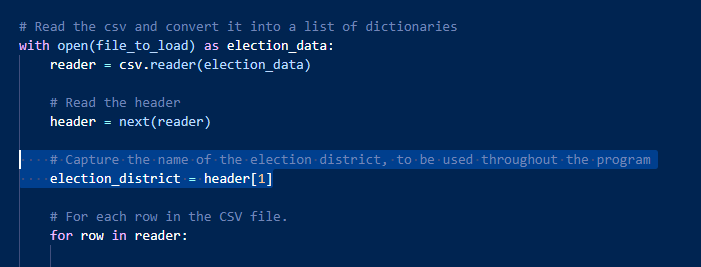 # Read the csv and convert it into a list of dictionaries
with open(file_to_load) as election_data:
    reader = csv.reader(election_data)
    # Read the header
    header = next(reader)
    # Capture the name of the election district, to be used throughout the program
    election_district = header[1]
    # For each row in the CSV file.
    for row in reader: